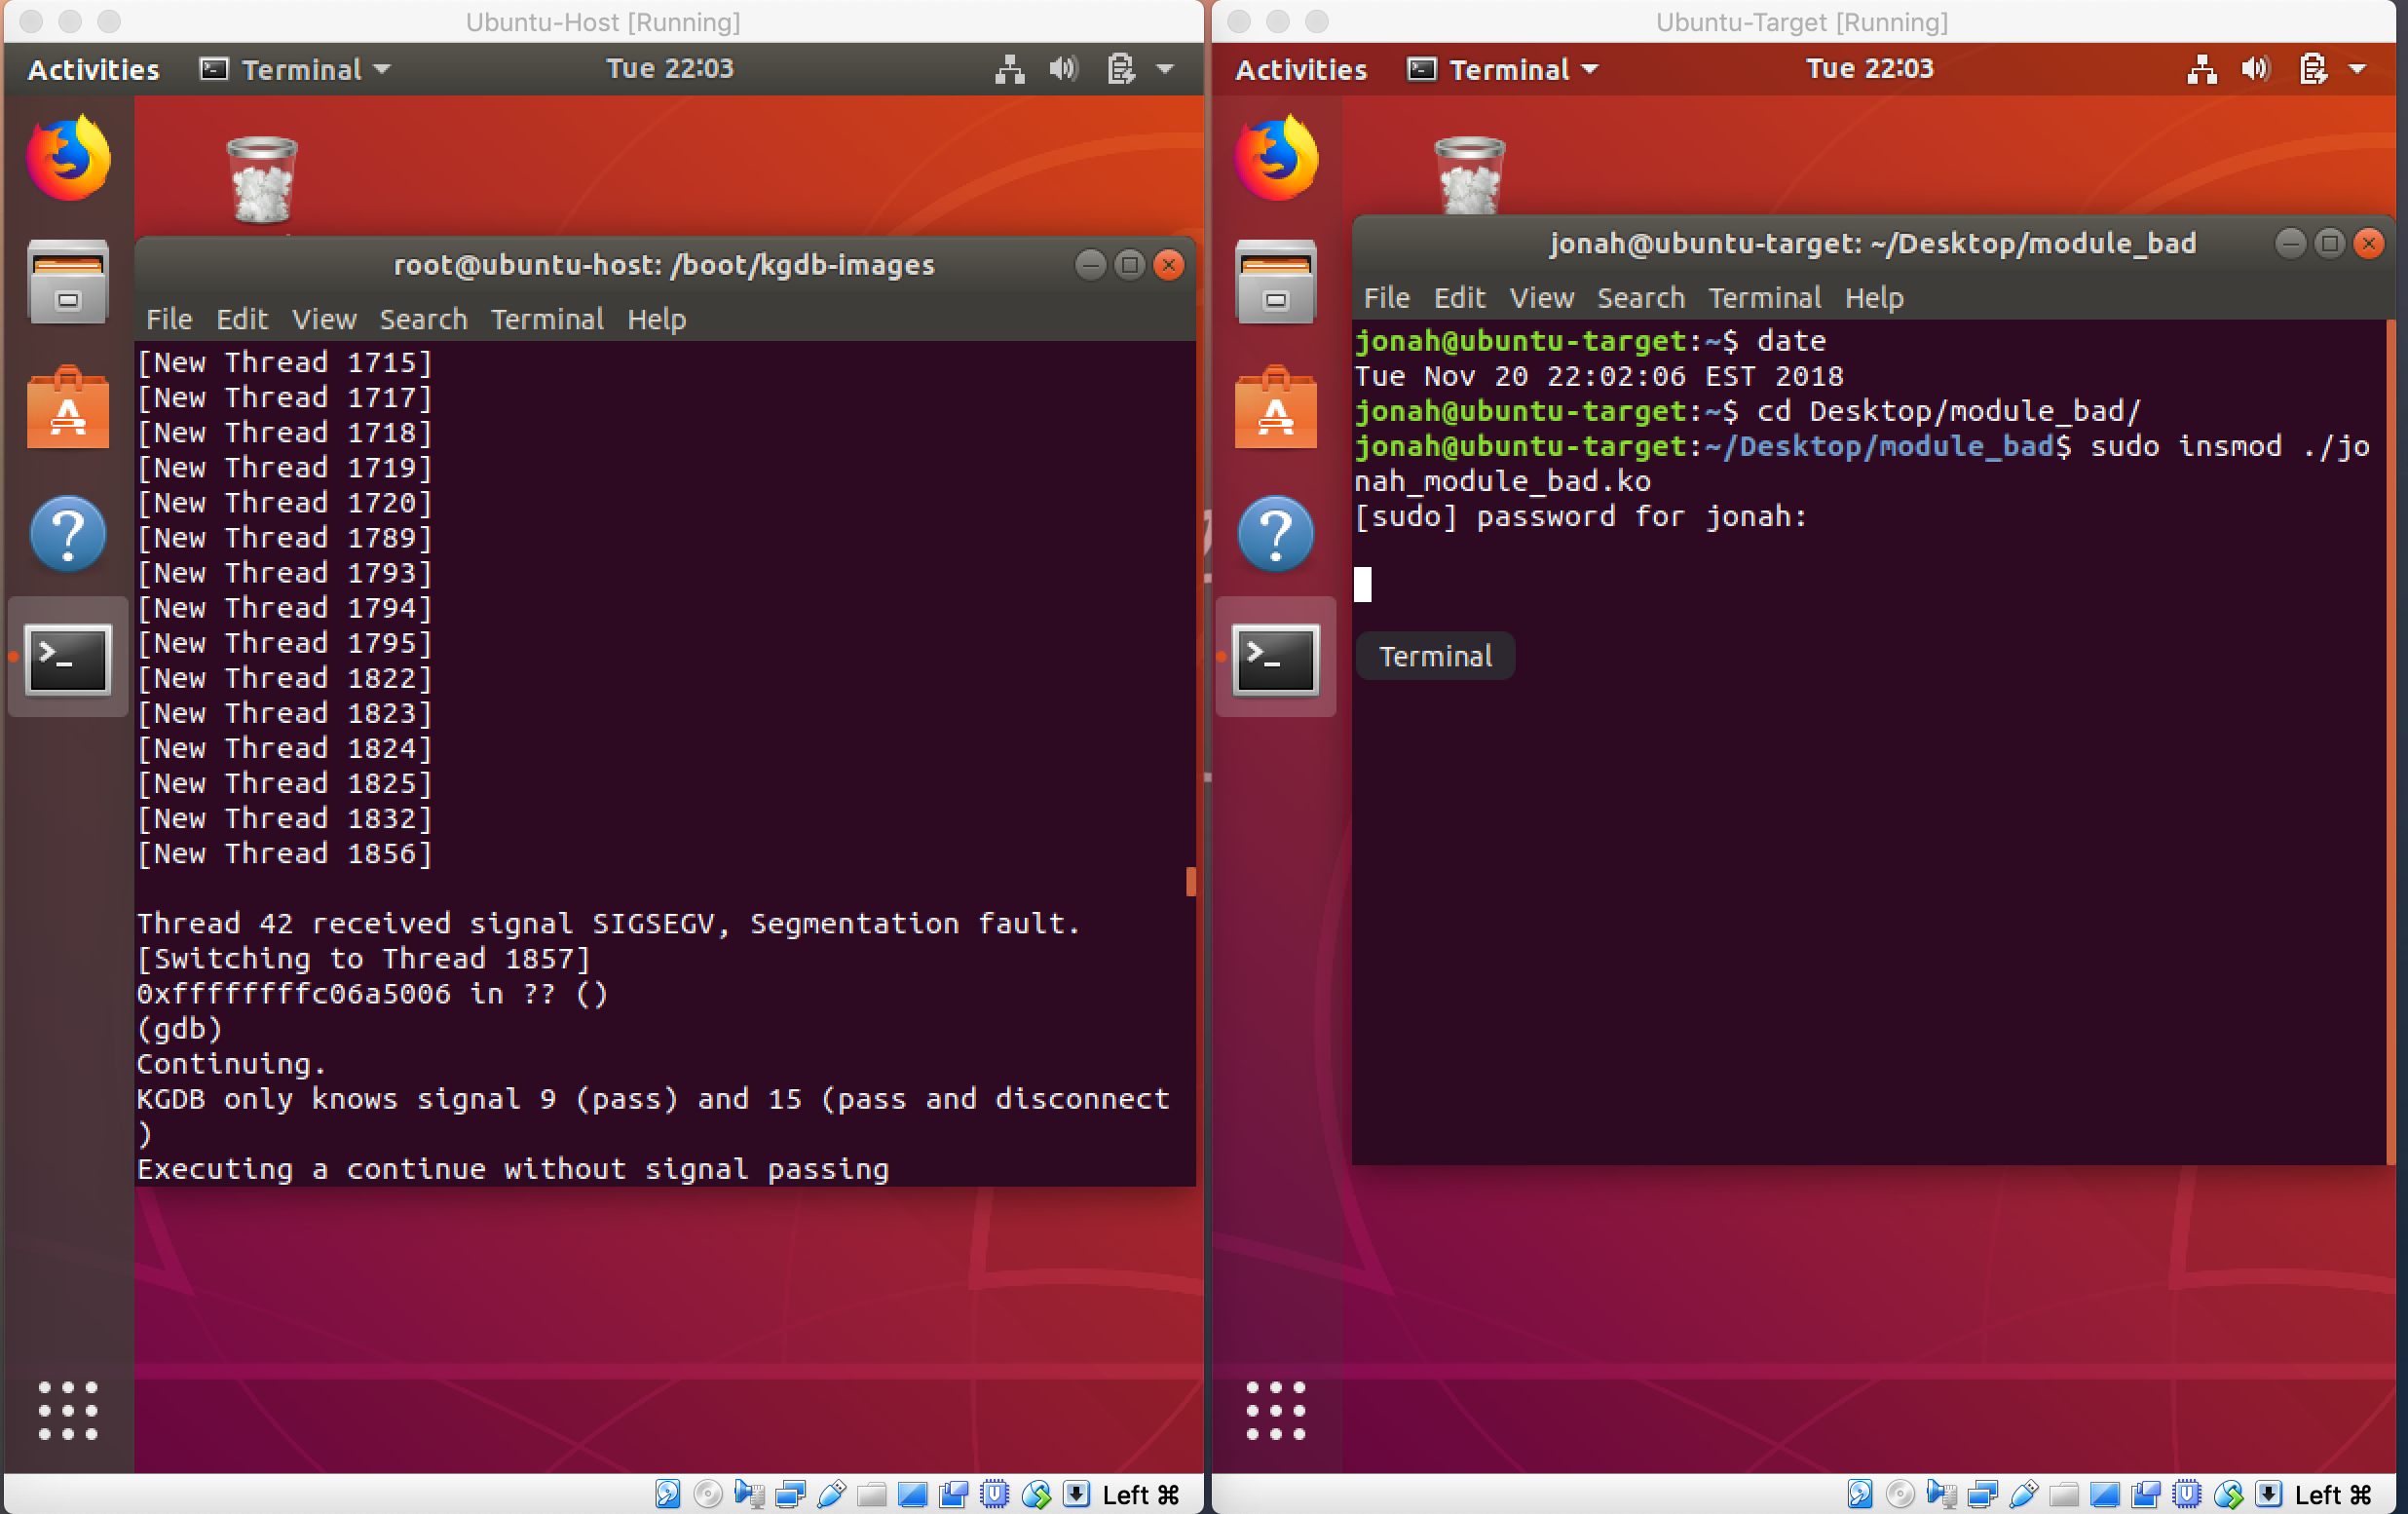 Ubuntu-Host [Running]
Activities
Terminal
Tue 22:03
root@ubuntu-host: /boot/kgdb-images
File Edit View Search Terminal Help
[New Thread 1715]
[New Thread 1717]
[New Thread 1718]
[New Thread 1719]
[New Thread 1720]
[New Thread 1789]
[New Thread 1793]
[New Thread 1794]
[New Thread 1795]
[New Thread 1822]
[New Thread 1823]
[New Thread 1824]
[New Thread 1825]
[New Thread 1832]
[New Thread 1856]
Thread 42 received signal SIGSEGV, Segmentation fault.
[Switching to Thread 1857]
0xffffffffc06a5006 in ?? ()
(gdb)
Continuing.
KGDB only knows signal 9 (pass) and 15 (pass and disconnect
)
Executing a continue without signal passing
Left ⌘
Ubuntu-Target [Running]
Activities
Terminal
Tue 22:03
jonah@ubuntu-target: ~/Desktop/module_bad
File Edit View Search Terminal Help
jonah@ubuntu-target:~$ date
Tue Nov 20 22:02:06 EST 2018
jonah@ubuntu-target:~$ cd Desktop/module_bad/
jonah@ubuntu-target:~/Desktop/module_bad$ sudo insmod ./jo
nah_module_bad.ko
[sudo] password for jonah:
Terminal
Left ⌘